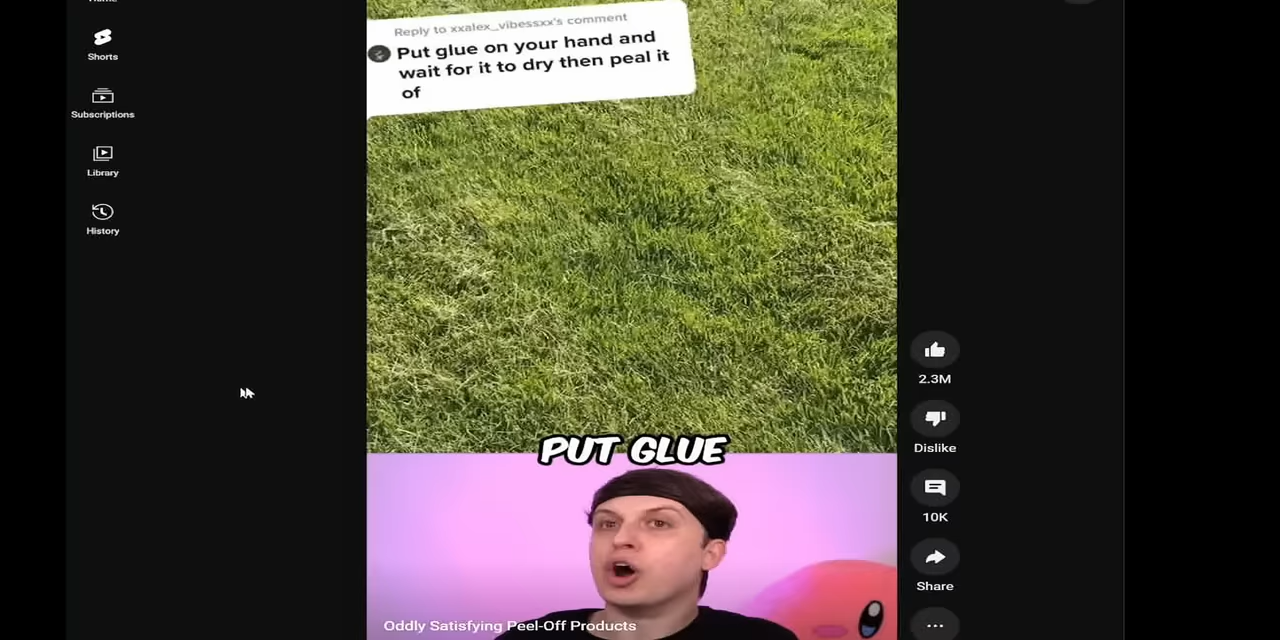 Shorts
Subscriptions
Library
History
Reply to xxalex_vibessxx's comment
Put glue on your hand and
wait for it to dry then peal it
of
PUT GLUE
Oddly Satisfying Peel-Off Products
2.3M
Dislike
10K
Share